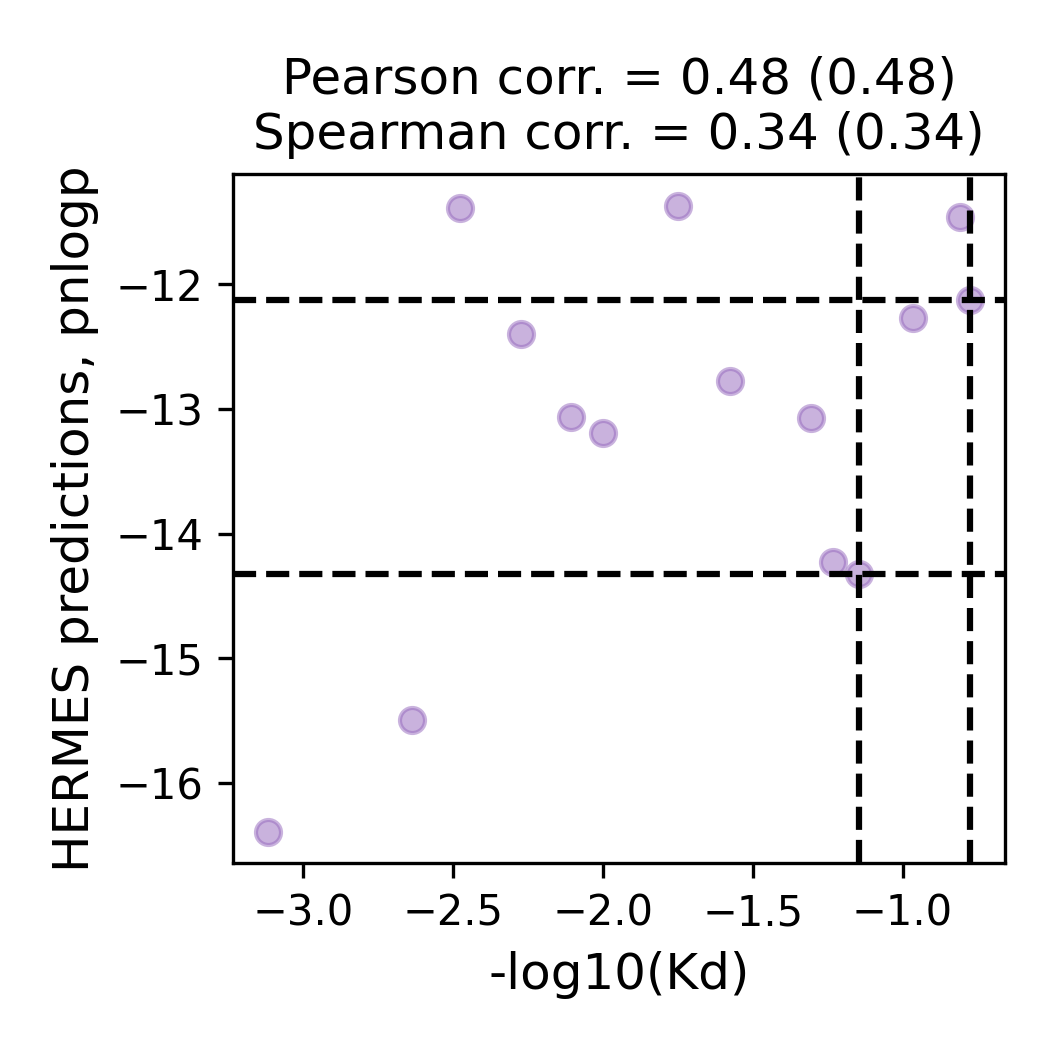 Pearson corr. = 0.48 (0.48)
Spearman corr. = 0.34 (0.34)
HERMES predictions, pnlogp
−12
−13
−14
−15
−16
−3.0
−2.5
−2.0
−1.5
−1.0
-log10(Kd)